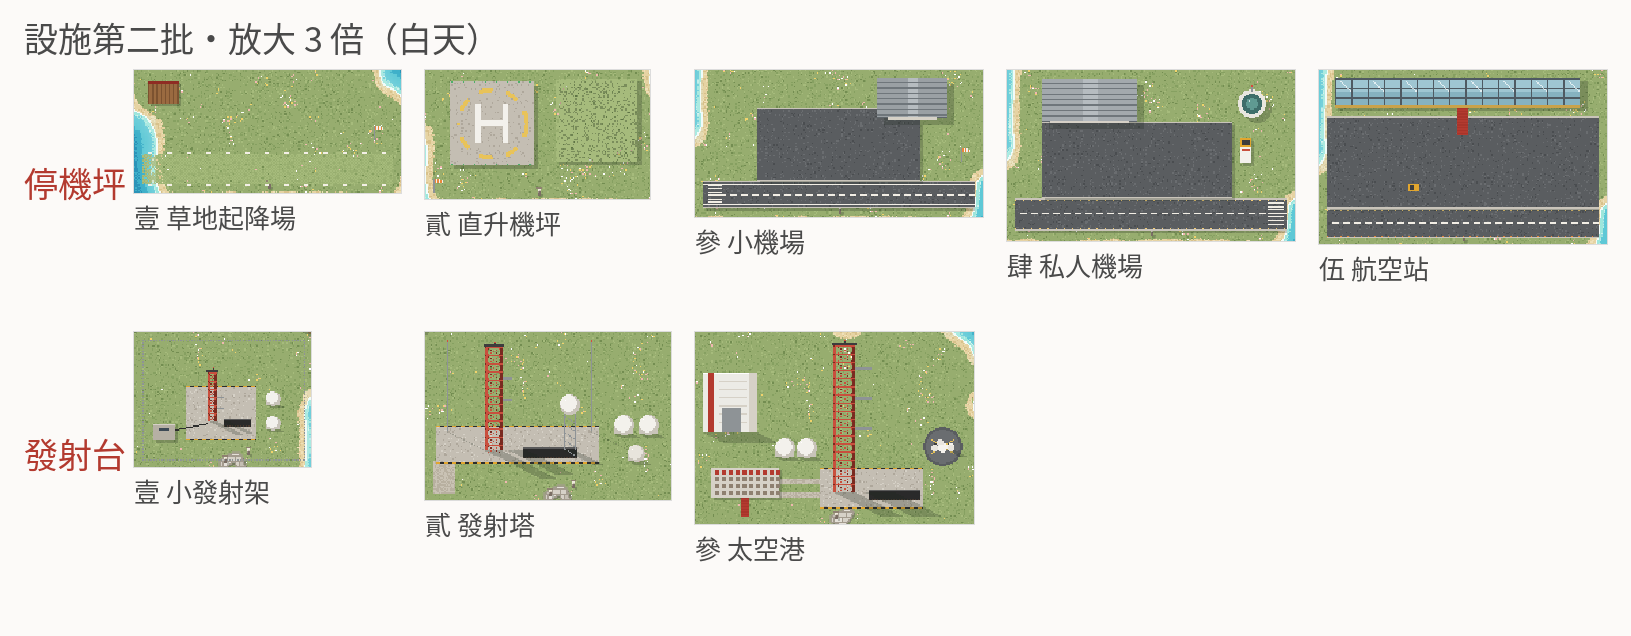 設施第二批・放大 3 倍（白天）
停機坪
壹 草地起降場
貳 直升機坪
參 小機場
肆 私人機場
伍 航空站
發射台
壹 小發射架
貳 發射塔
參 太空港